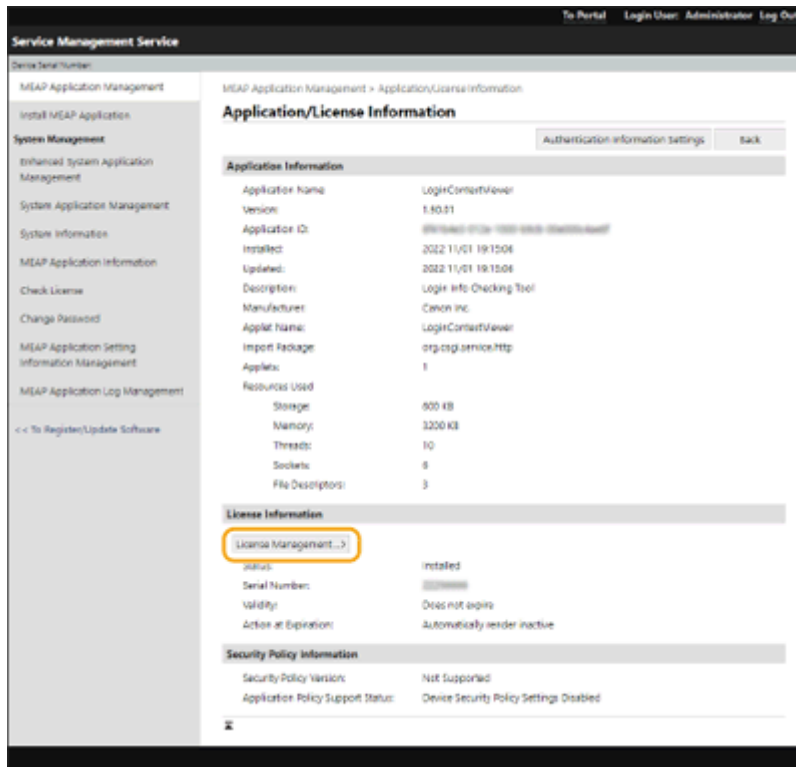 To Portal Login User: Administrator Log Ou
Service Management Service
Device Serial Number:
MEAP Application Management
Install MEAP Application
System Management
Enhanced System Application
Management
System Application Management
System Information
MEAP Application Information
Check License
Change Password
MEAP Application Setting
Information Management
MEAP Application Log Management
<< To Register/Update Software
MEAP Application Management > Application/License Information
Application/License Information
Authentication Information Settings Back
Application Information
Application Name LoginContextViewer
Version: 1.90.01
Application ID:
Installed: 2022 11/01 19:15:06
Updated: 2022 11/01 19:15:06
Description: Login Info Checking Tool
Manufacturer: Canon Inc.
Applet Name: LoginContextViewer
Import Package: org.osgi.service.http
Applets: 1
Resources Used
Storage: 600 KB
Memory: 3200 KB
Threads: 10
Sockets: 6
File Descriptors: 3
License Information
License Management...>
Status: Installed
Serial Number:
Validity: Does not expire
Action at Expiration: Automatically render inactive
Security Policy Information
Security Policy Version: Not Supported
Application Policy Support Status: Device Security Policy Settings Disabled